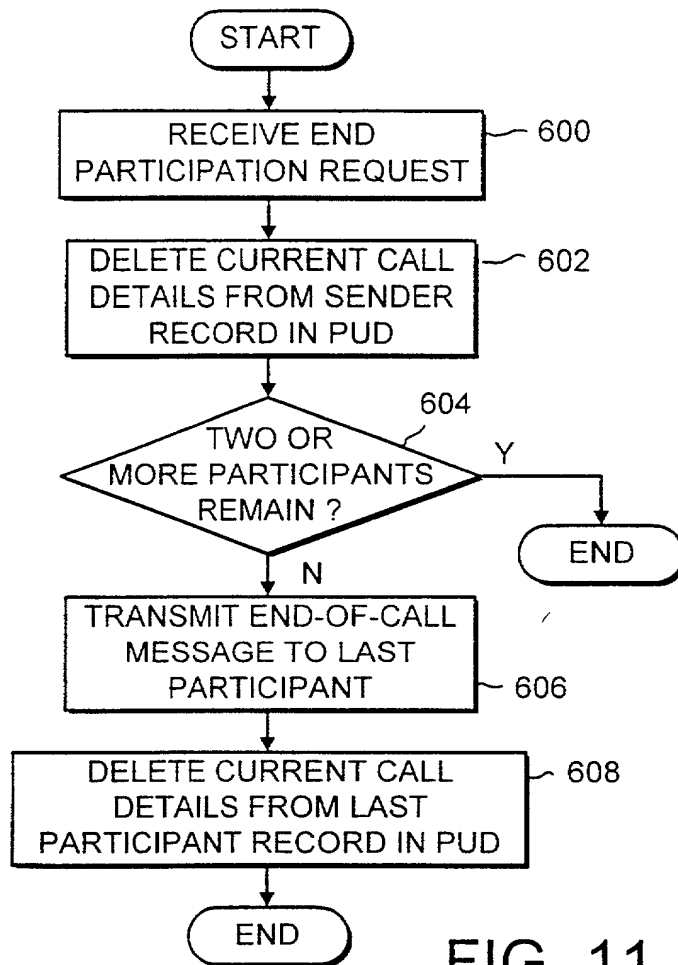 START
RECEIVE END
PARTICIPATION REQUEST
600
DELETE CURRENT CALL
DETAILS FROM SENDER
RECORD IN PUD
602
604
TWO OR
MORE PARTICIPANTS
REMAIN ?
Y
END
N
TRANSMIT END-OF-CALL
MESSAGE TO LAST
PARTICIPANT
606
DELETE CURRENT CALL
DETAILS FROM LAST
PARTICIPANT RECORD IN PUD
608
END
FIG. 11